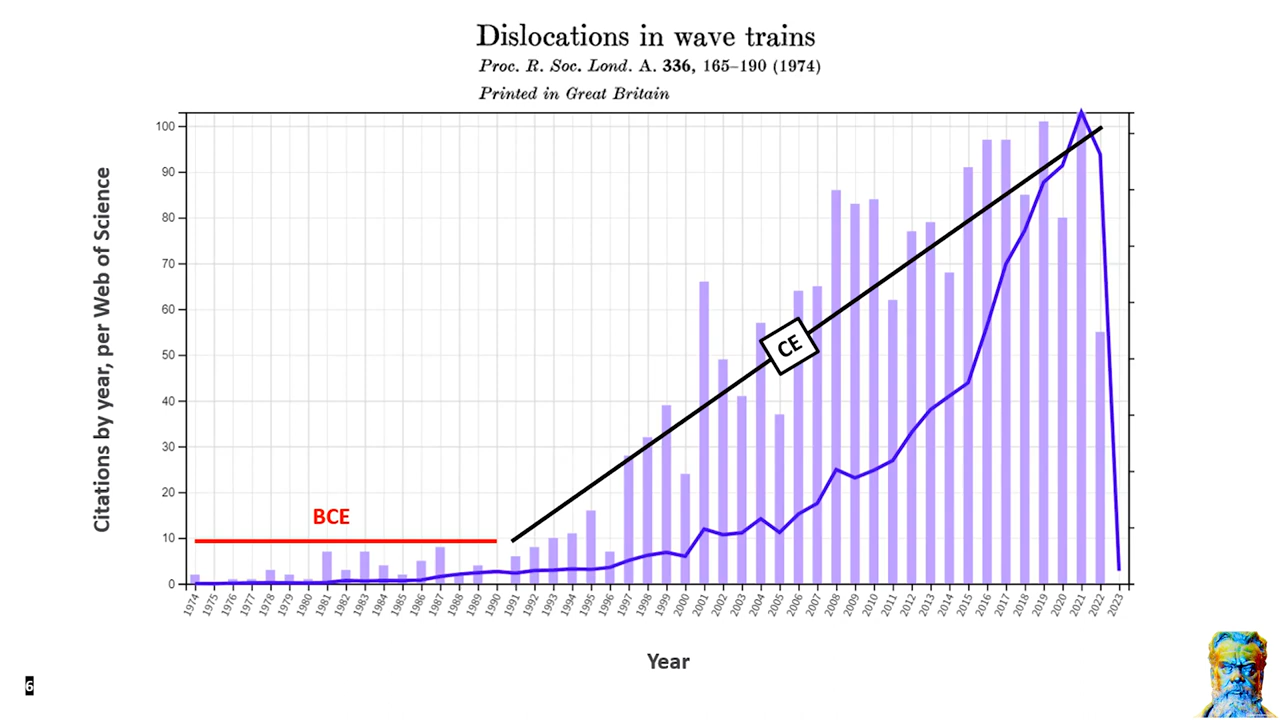 Dislocations in wave trains
Proc. R. Soc. Lond. A. 336, 165–190 (1974)
Printed in Great Britain
Citations by year, per Web of Science
100
90
80
70
60
50
40
30
20
10
0
BCE
CE
1974 1975 1976 1977 1978 1979 1980 1981 1982 1983 1984 1985 1986 1987 1988 1989 1990 1991 1992 1993 1994 1995 1996 1997 1998 1999 2000 2001 2002 2003 2004 2005 2006 2007 2008 2009 2010 2011 2012 2013 2014 2015 2016 2017 2018 2019 2020 2021 2022 2023
Year
6